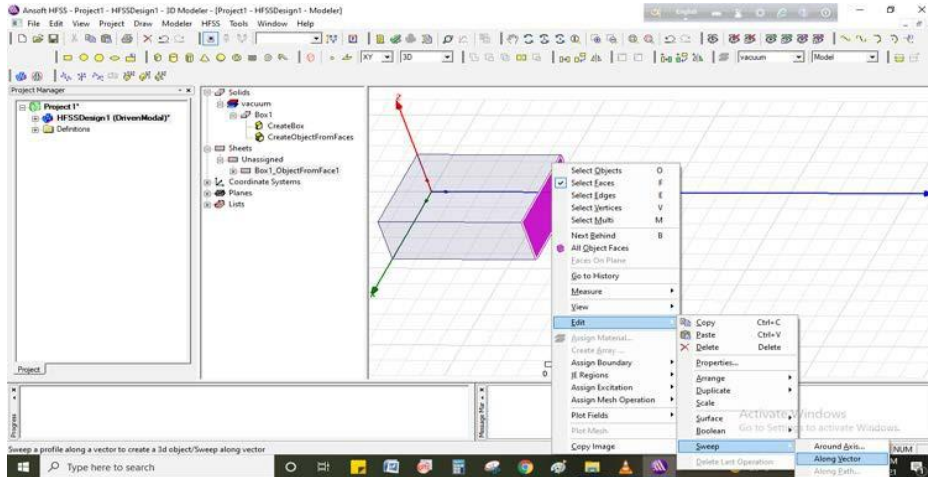 Ansoft HFSS - Project1 - HFSSDesign1 - 3D Modeler - [Project1 - HFSSDesign1 - Modeler]
English
File Edit View Project Draw Modeler HFSS Tools Window Help
XY 3D vacuum Model
Project Manager
Project1*
HFSSDesign1 (DrivenModal)*
Definitions
Project
Solids
vacuum
Box1
CreateBox
CreateObjectFromFaces
Sheets
Unassigned
Box1_ObjectFromFace1
Coordinate Systems
Planes
Lists
Z
X
0
Select Objects O
Select Faces F
Select Edges E
Select Vertices V
Select Multi M
Next Behind B
All Object Faces
Faces On Plane
Go to History
Measure
View
Edit
Assign Material...
Create Array ...
Assign Boundary
IE Regions
Assign Excitation
Assign Mesh Operation
Plot Fields
Plot Mesh
Copy Image
Copy Ctrl+C
Paste Ctrl+V
Delete Delete
Properties...
Arrange
Duplicate
Scale
Surface
Boolean
Sweep
Delete Last Operation
Around Axis...
Along Vector
Along Path...
Activate Windows
Go to Settings to activate Windows.
Progress
Message Mar
Sweep a profile along a vector to create a 3d object/Sweep along vector
NUM
Type here to search